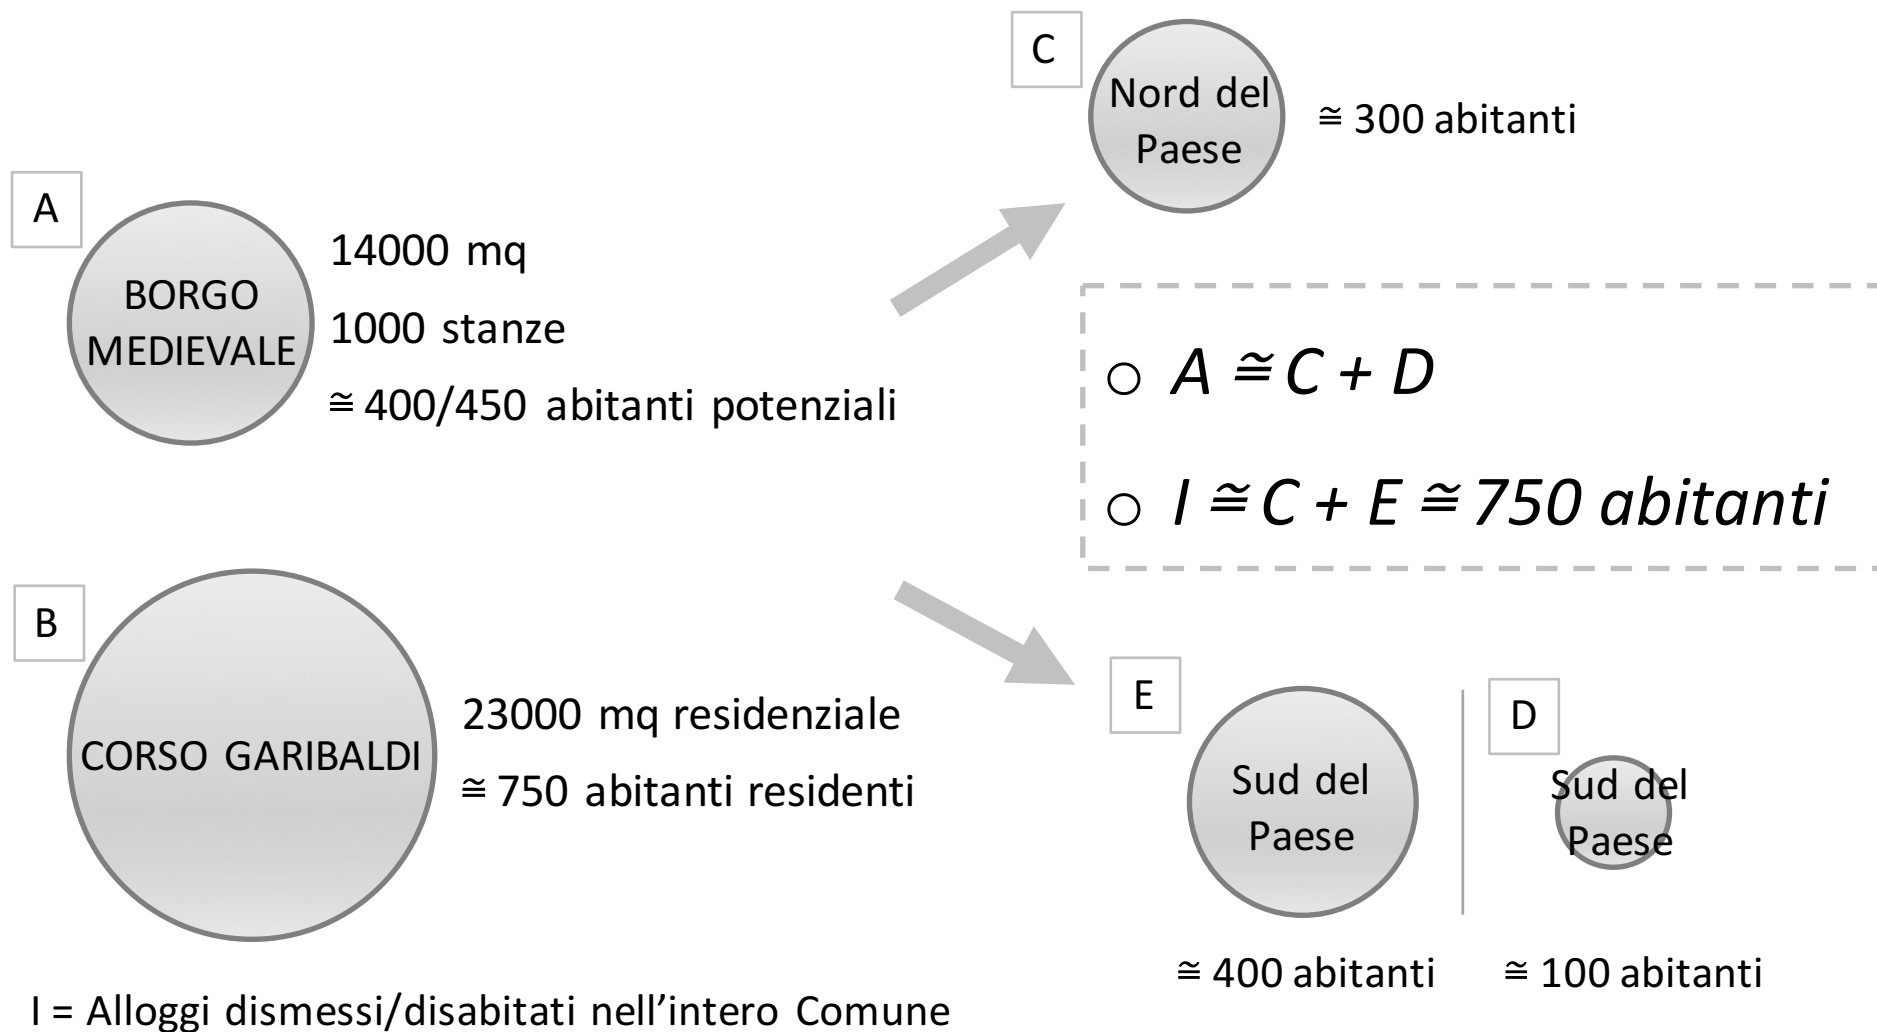 A
BORGO
MEDIEVALE
14000 mq
1000 stanze
≅ 400/450 abitanti potenziali
B
CORSO GARIBALDI
23000 mq residenziale
≅ 750 abitanti residenti
I = Alloggi dismessi/disabitati nell’intero Comune
C
Nord del
Paese
≅ 300 abitanti
○ A ≅ C + D
○ I ≅ C + E ≅ 750 abitanti
E
Sud del
Paese
≅ 400 abitanti
D
Sud del
Paese
≅ 100 abitanti